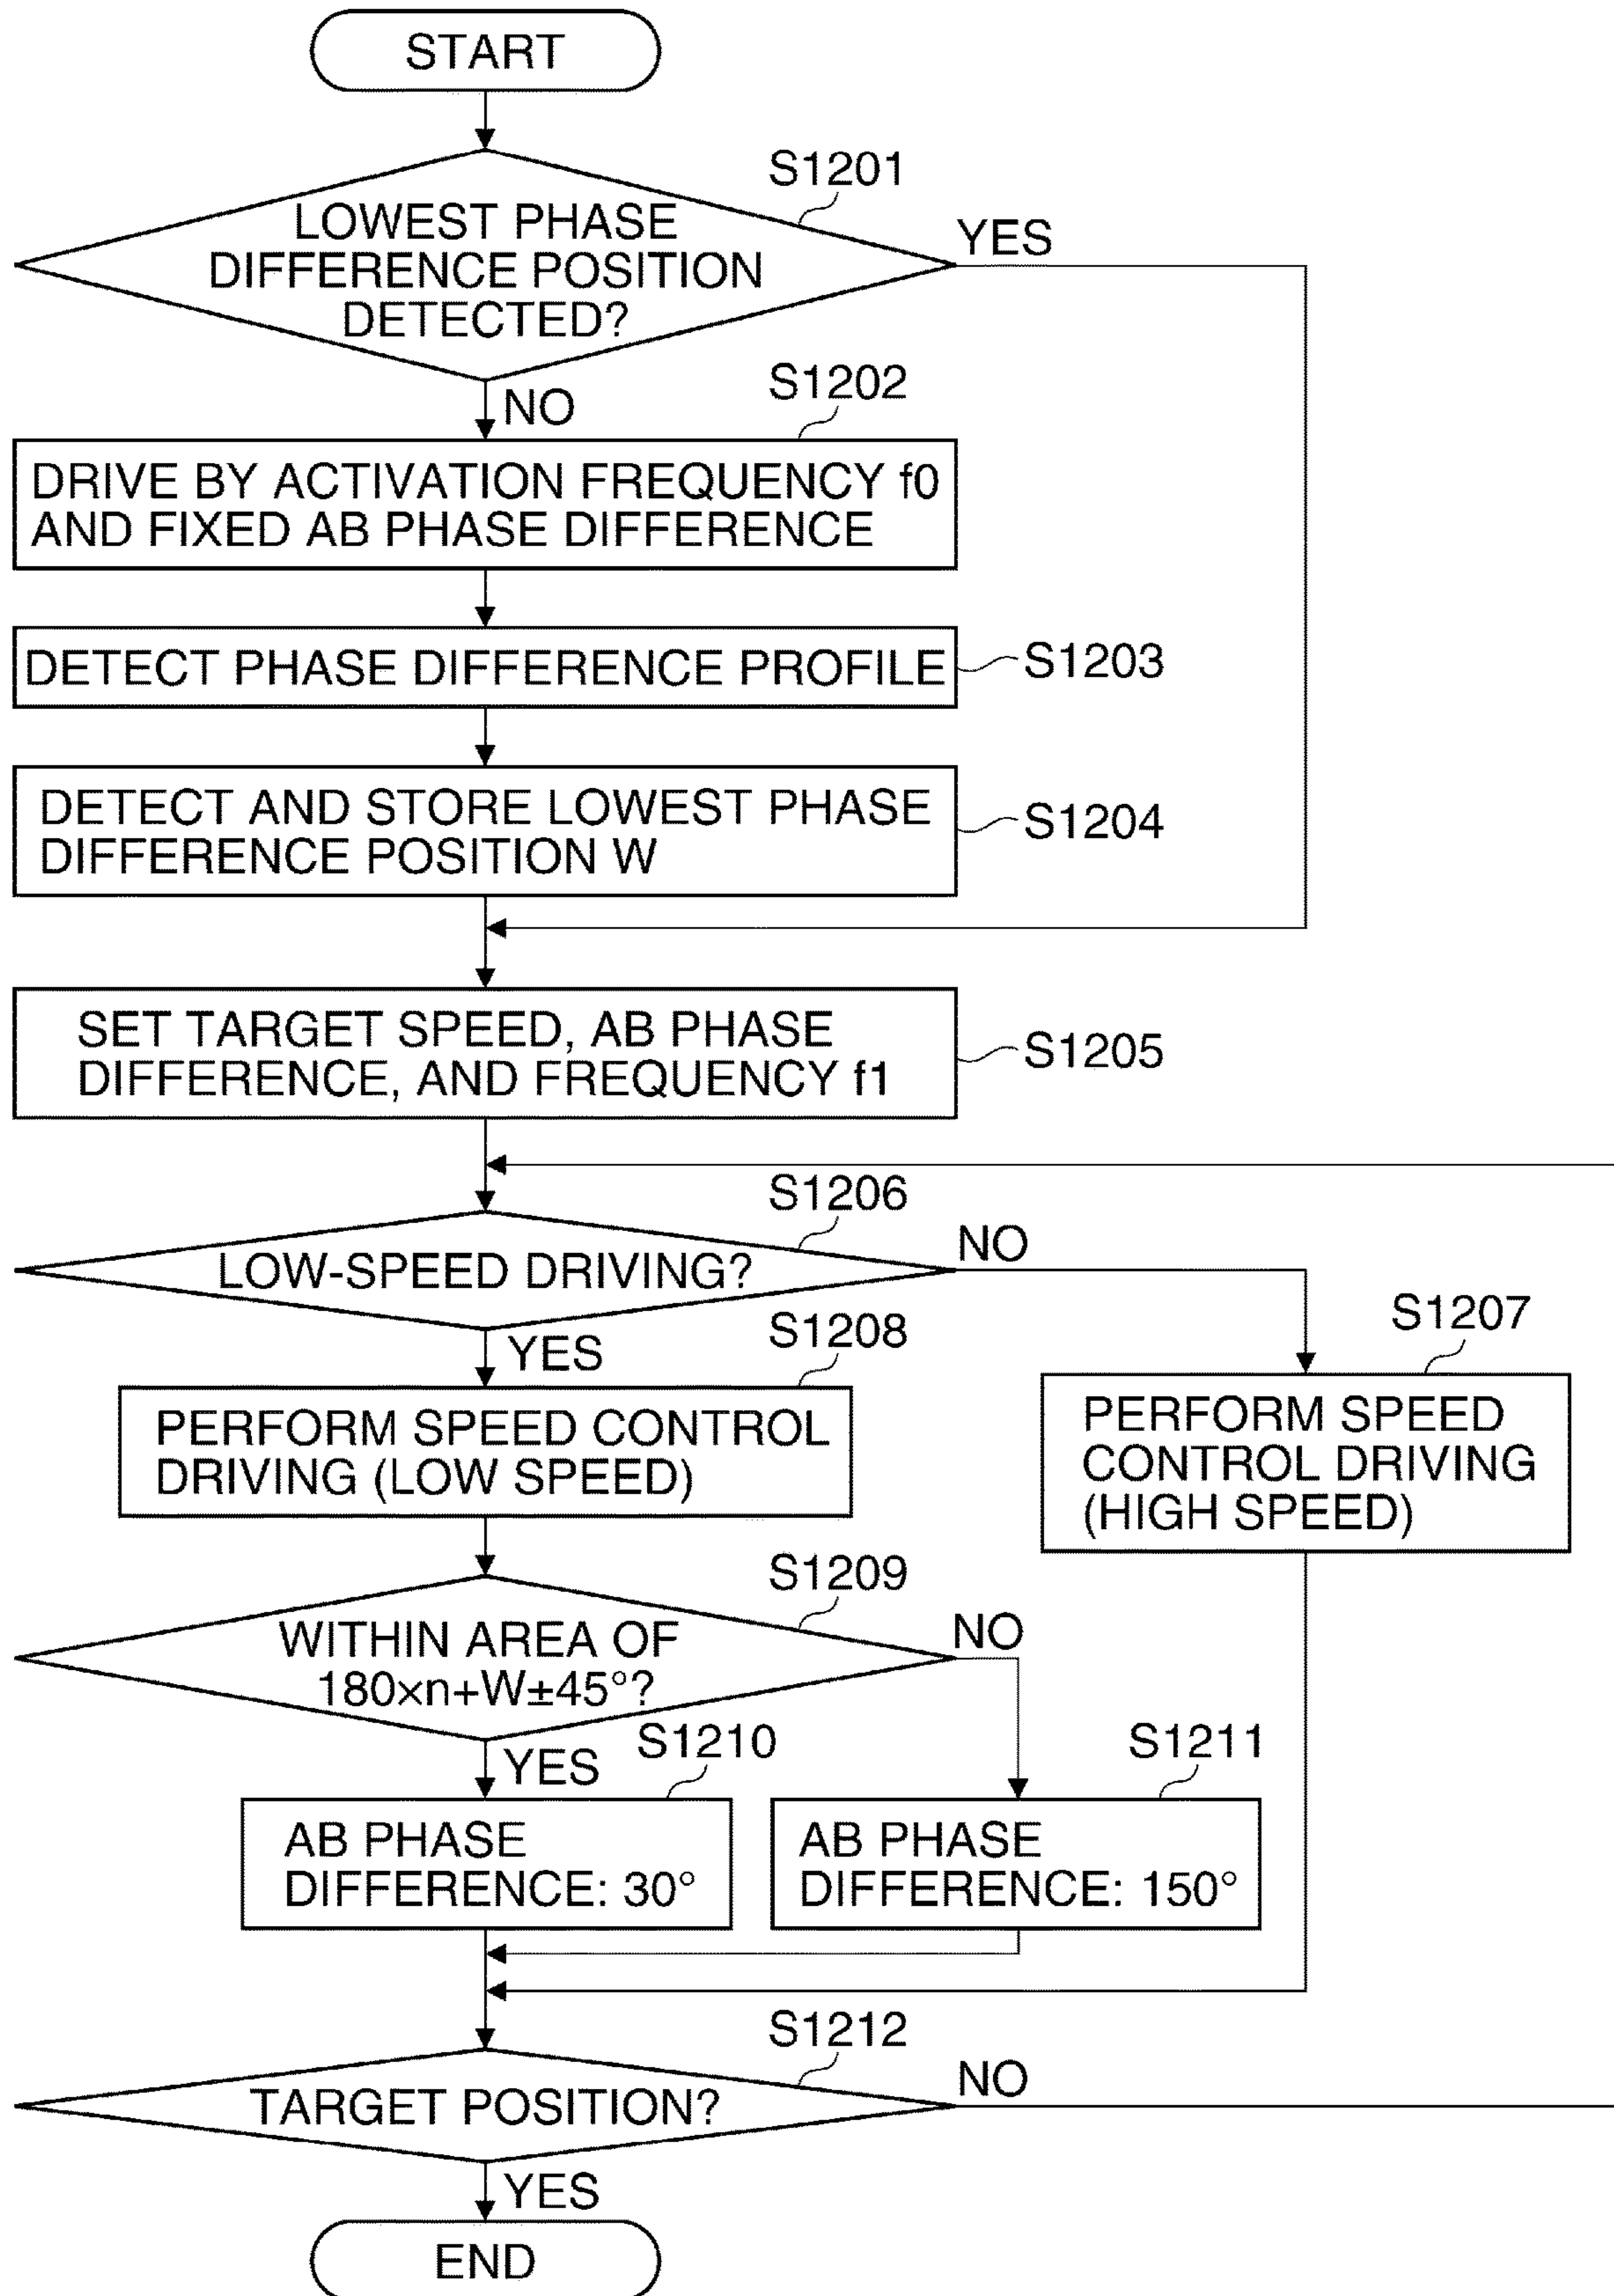 START
S1201
LOWEST PHASE
DIFFERENCE POSITION
DETECTED?
YES
NO
S1202
DRIVE BY ACTIVATION FREQUENCY f0
AND FIXED AB PHASE DIFFERENCE
DETECT PHASE DIFFERENCE PROFILE
S1203
DETECT AND STORE LOWEST PHASE
DIFFERENCE POSITION W
S1204
SET TARGET SPEED, AB PHASE
DIFFERENCE, AND FREQUENCY f1
S1205
S1206
LOW-SPEED DRIVING?
NO
YES
S1208
PERFORM SPEED CONTROL
DRIVING (LOW SPEED)
S1207
PERFORM SPEED
CONTROL DRIVING
(HIGH SPEED)
S1209
WITHIN AREA OF
180×n+W±45°?
NO
YES
S1210
AB PHASE
DIFFERENCE: 30°
S1211
AB PHASE
DIFFERENCE: 150°
S1212
TARGET POSITION?
NO
YES
END